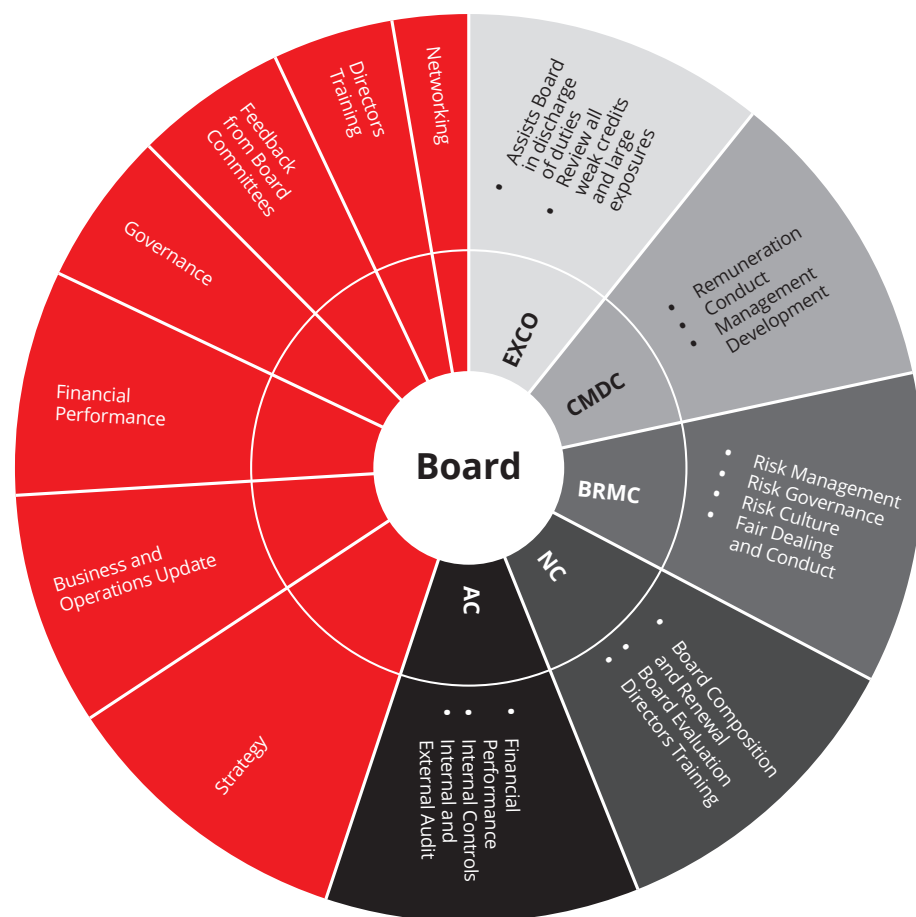 Board
EXCO
• Assists Board
in discharge
of duties
• Review all
weak credits
and large
exposures
CMDC
• Remuneration
• Conduct
• Management
Development
BRMC
• Risk Management
• Risk Governance
• Risk Culture
• Fair Dealing
and Conduct
NC
• Board Composition
and Renewal
• Board Evaluation
• Directors Training
AC
• Financial
Performance
• Internal Controls
• Internal and
External Audit
Strategy
Business and
Operations Update
Financial
Performance
Governance
Feedback
from Board
Committees
Directors
Training
Networking